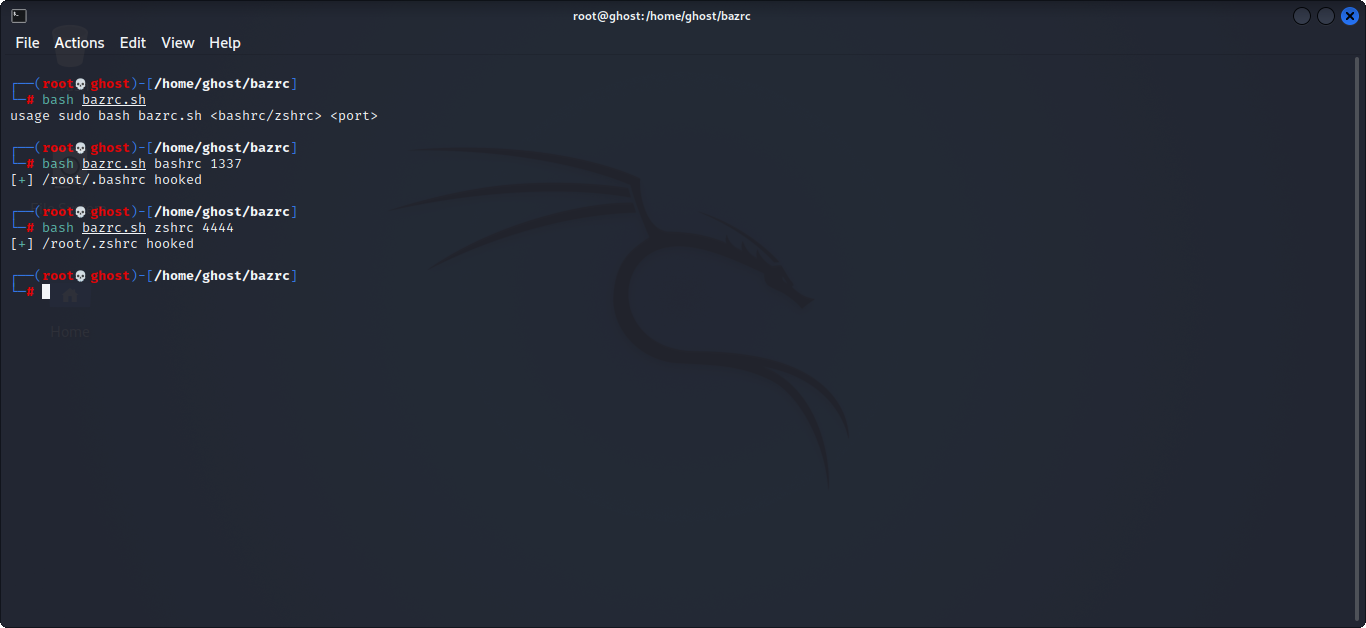 root@ghost:/home/ghost/bazrc
File Actions Edit View Help
┌──(root💀ghost)-[/home/ghost/bazrc]
└─# bash bazrc.sh
usage sudo bash bazrc.sh <bashrc/zshrc> <port>
┌──(root💀ghost)-[/home/ghost/bazrc]
└─# bash bazrc.sh bashrc 1337
[+] /root/.bashrc hooked
┌──(root💀ghost)-[/home/ghost/bazrc]
└─# bash bazrc.sh zshrc 4444
[+] /root/.zshrc hooked
┌──(root💀ghost)-[/home/ghost/bazrc]
└─#
Home